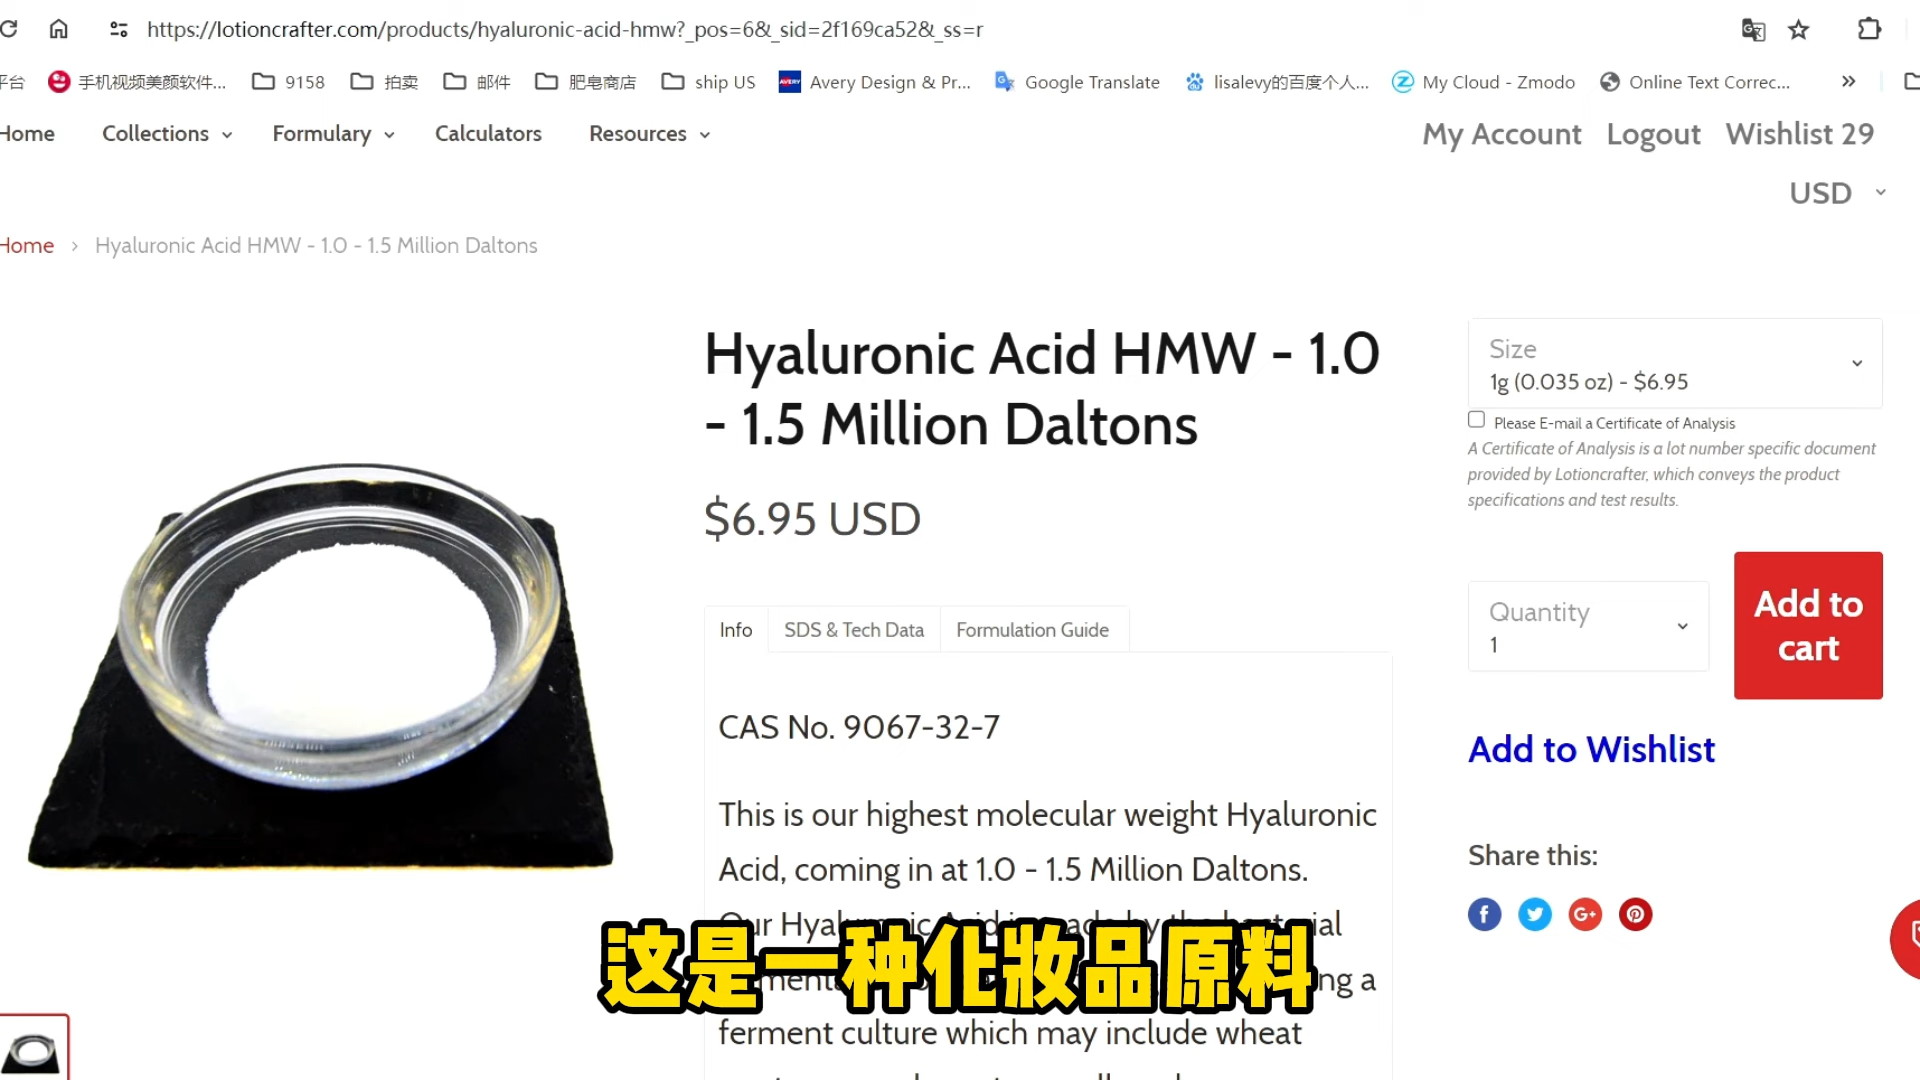 https://lotioncrafter.com/products/hyaluronic-acid-hmw?_pos=6&_sid=2f169ca52&_ss=r
平台 手机视频美颜软件... 9158 拍卖 邮件 肥皂商店 ship US Avery Design & Pr... Google Translate lisalevy的百度个人... My Cloud - Zmodo Online Text Correc... »
Home Collections Formulary Calculators Resources My Account Logout Wishlist 29
USD
Home > Hyaluronic Acid HMW - 1.0 - 1.5 Million Daltons
Hyaluronic Acid HMW - 1.0
- 1.5 Million Daltons
$6.95 USD
Info SDS & Tech Data Formulation Guide
CAS No. 9067-32-7
This is our highest molecular weight Hyaluronic
Acid, coming in at 1.0 - 1.5 Million Daltons.
ng a
ferment culture which may include wheat
这是一种化妝品原料
Size
1g (0.035 oz) - $6.95
Please E-mail a Certificate of Analysis
A Certificate of Analysis is a lot number specific document
provided by Lotioncrafter, which conveys the product
specifications and test results.
Quantity
1
Add to
cart
Add to Wishlist
Share this: